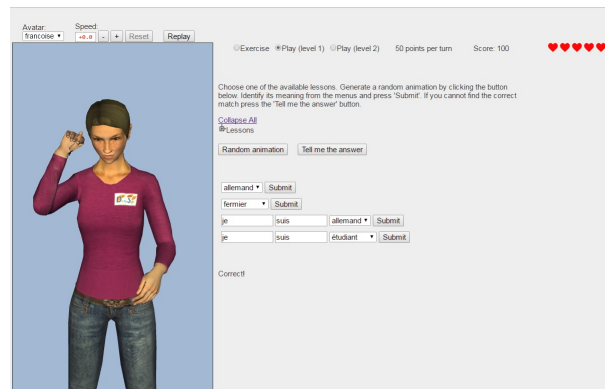 Avatar: Speed:
francoise +0.0 - + Reset Replay
Exercise Play (level 1) Play (level 2) 50 points per turn Score: 100
Choose one of the available lessons. Generate a random animation by clicking the button
below. Identify its meaning from the menus and press 'Submit'. If you cannot find the correct
match press the 'Tell me the answer' button.
Collapse All
Lessons
Random animation Tell me the answer
allemand Submit
fermier Submit
je suis allemand Submit
je suis étudiant Submit
Correct!